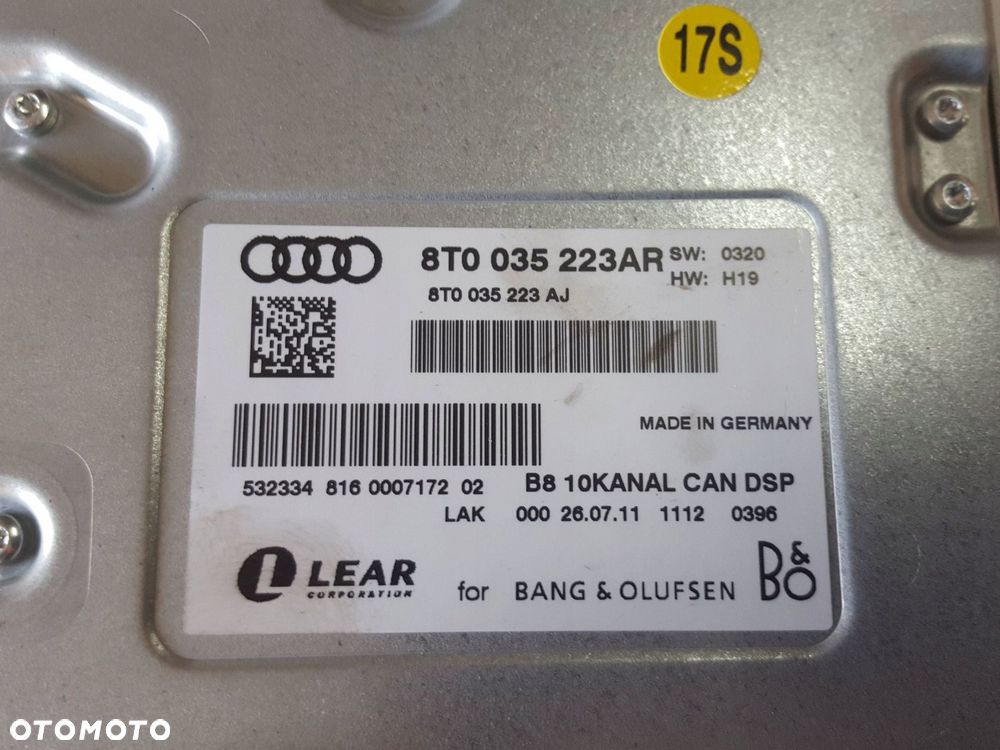 17S
8T0 035 223AR SW: 0320
HW: H19
8T0 035 223 AJ
MADE IN GERMANY
532334 816 0007172 02 B8 10KANAL CAN DSP
LAK 000 26.07.11 1112 0396
LEAR
CORPORATION
for BANG & OLUFSEN B&O
OTOMOTO